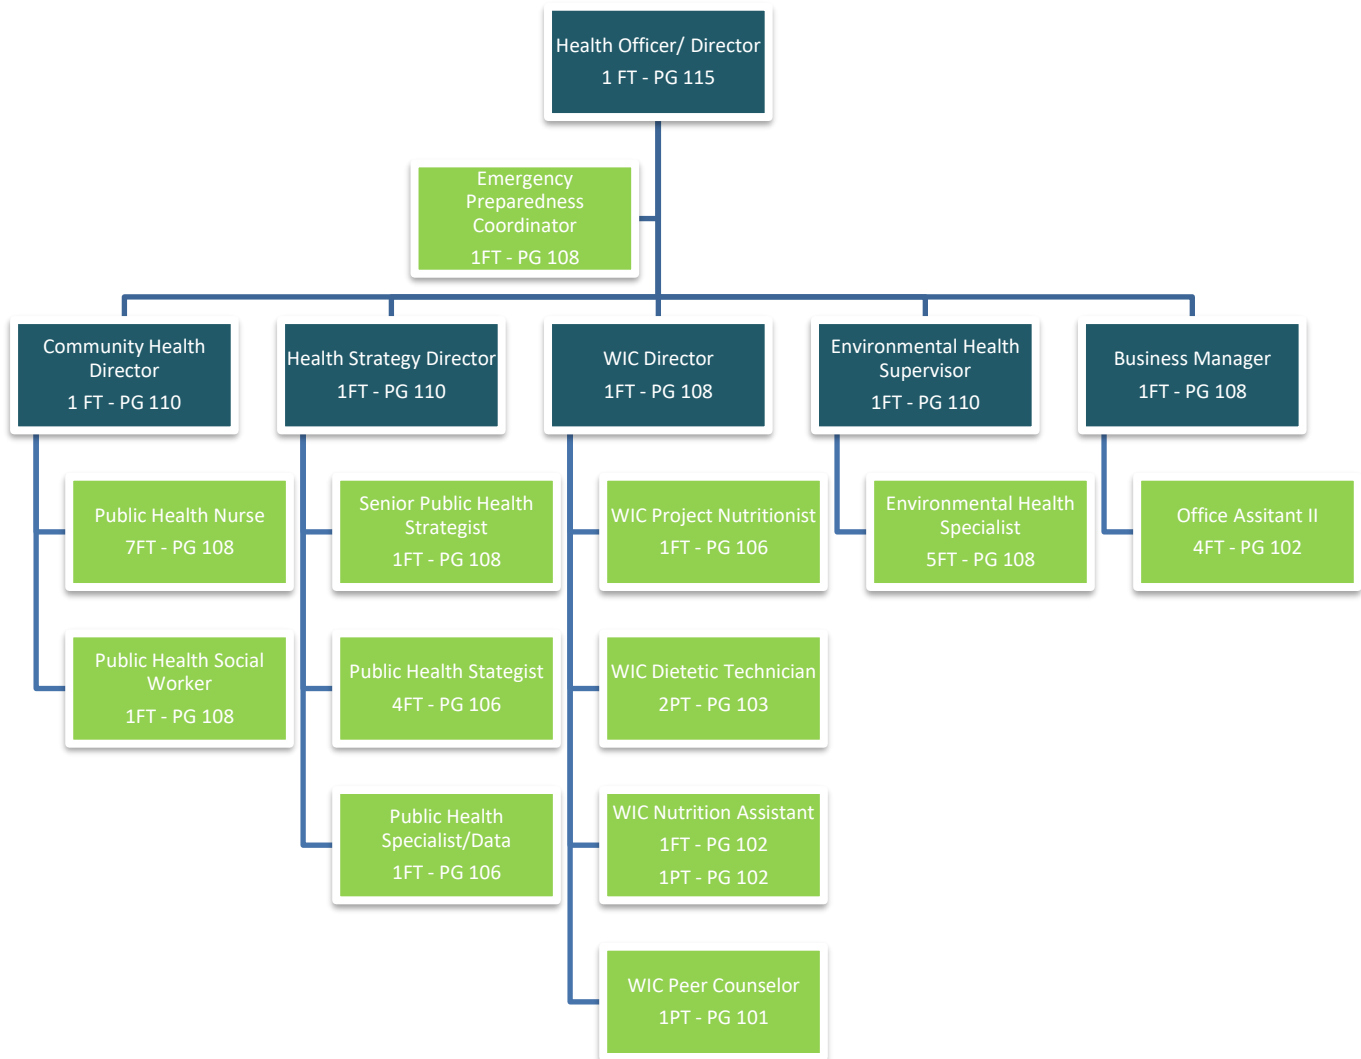 Health Officer/ Director
1 FT - PG 115
Emergency
Preparedness
Coordinator
1FT - PG 108
Community Health
Director
1 FT - PG 110
Health Strategy Director
1FT - PG 110
WIC Director
1FT - PG 108
Environmental Health
Supervisor
1FT - PG 110
Business Manager
1FT - PG 108
Public Health Nurse
7FT - PG 108
Senior Public Health
Strategist
1FT - PG 108
WIC Project Nutritionist
1FT - PG 106
Environmental Health
Specialist
5FT - PG 108
Office Assitant II
4FT - PG 102
Public Health Social
Worker
1FT - PG 108
Public Health Stategist
4FT - PG 106
WIC Dietetic Technician
2PT - PG 103
Public Health
Specialist/Data
1FT - PG 106
WIC Nutrition Assistant
1FT - PG 102
1PT - PG 102
WIC Peer Counselor
1PT - PG 101